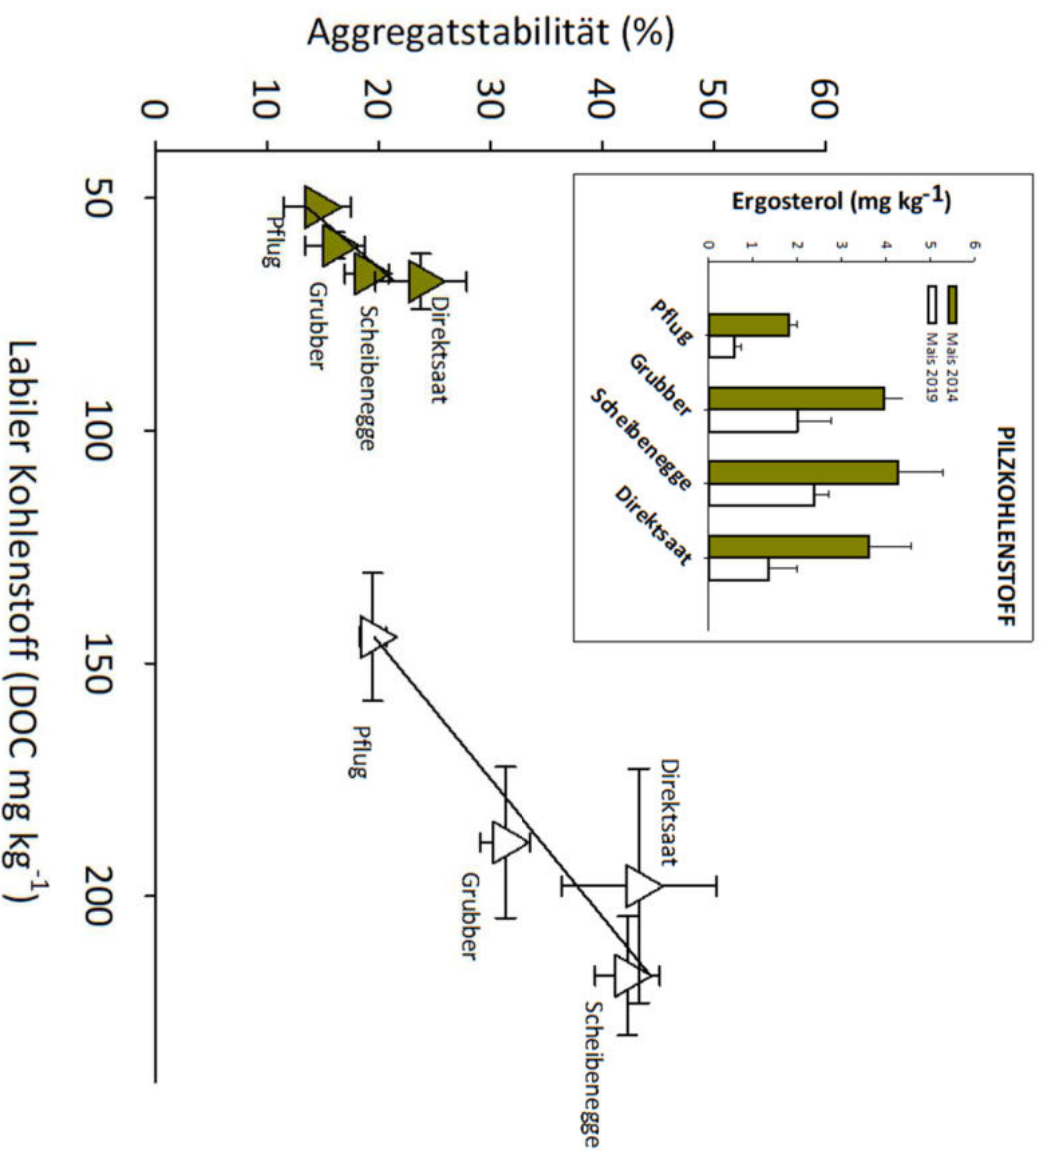 PILZKOHLENSTOFF
Mais 2014
Mais 2019
Ergosterol (mg kg-1)
6
5
4
3
2
1
0
Pflug
Grubber
Scheibenegge
Direktsaat
Aggregatstabilität (%)
60
50
40
30
20
10
0
Direktsaat
Scheibenegge
Grubber
Pflug
Direktsaat
Scheibenegge
Grubber
Pflug
50
100
150
200
Labiler Kohlenstoff (DOC mg kg-1)